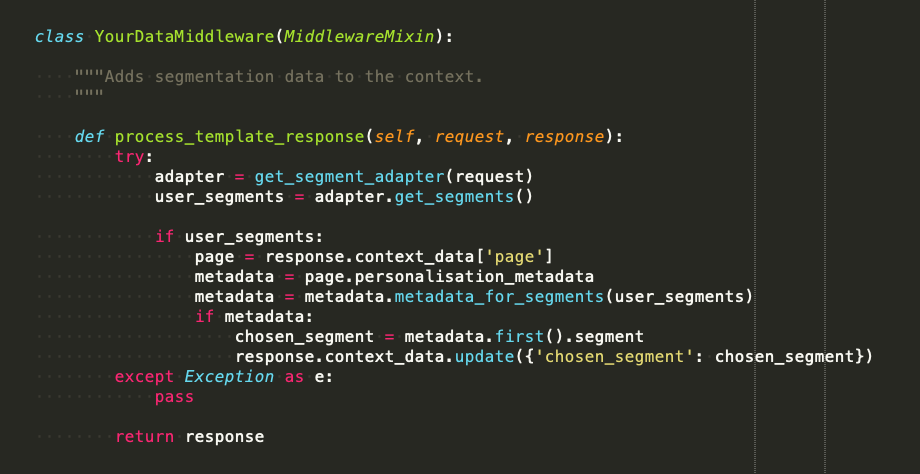 class YourDataMiddleware(MiddlewareMixin):
    """Adds segmentation data to the context.
    """
    def process_template_response(self, request, response):
        try:
            adapter = get_segment_adapter(request)
            user_segments = adapter.get_segments()
            if user_segments:
                page = response.context_data['page']
                metadata = page.personalisation_metadata
                metadata = metadata.metadata_for_segments(user_segments)
                if metadata:
                    chosen_segment = metadata.first().segment
                    response.context_data.update({'chosen_segment': chosen_segment})
        except Exception as e:
            pass
        return response